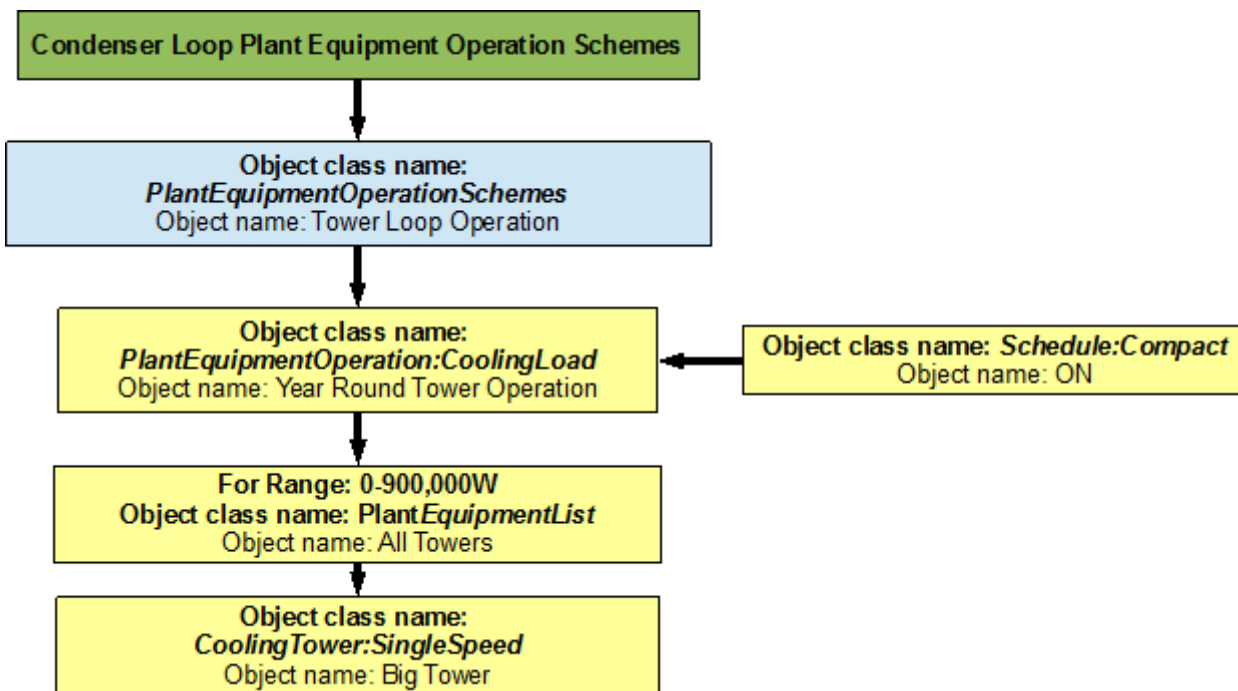 Condenser Loop Plant Equipment Operation Schemes
Object class name:
PlantEquipmentOperationSchemes
Object name: Tower Loop Operation
Object class name:
PlantEquipmentOperation:CoolingLoad
Object name: Year Round Tower Operation
Object class name: Schedule:Compact
Object name: ON
For Range: 0-900,000W
Object class name: PlantEquipmentList
Object name: All Towers
Object class name:
CoolingTower:SingleSpeed
Object name: Big Tower